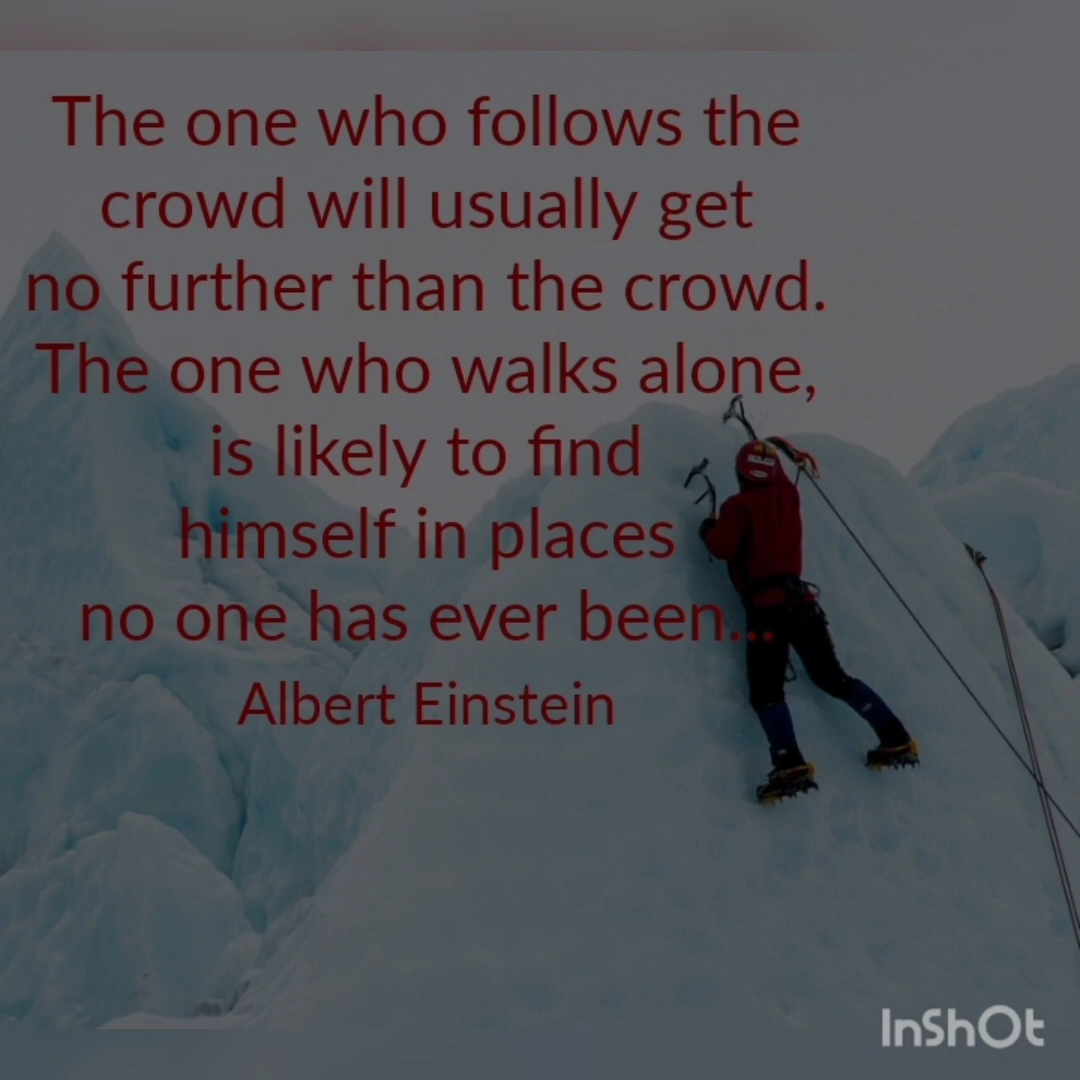 The one who follows the
crowd will usually get
no further than the crowd.
The one who walks alone,
is likely to find
himself in places
no one has ever been...
Albert Einstein
InShOt